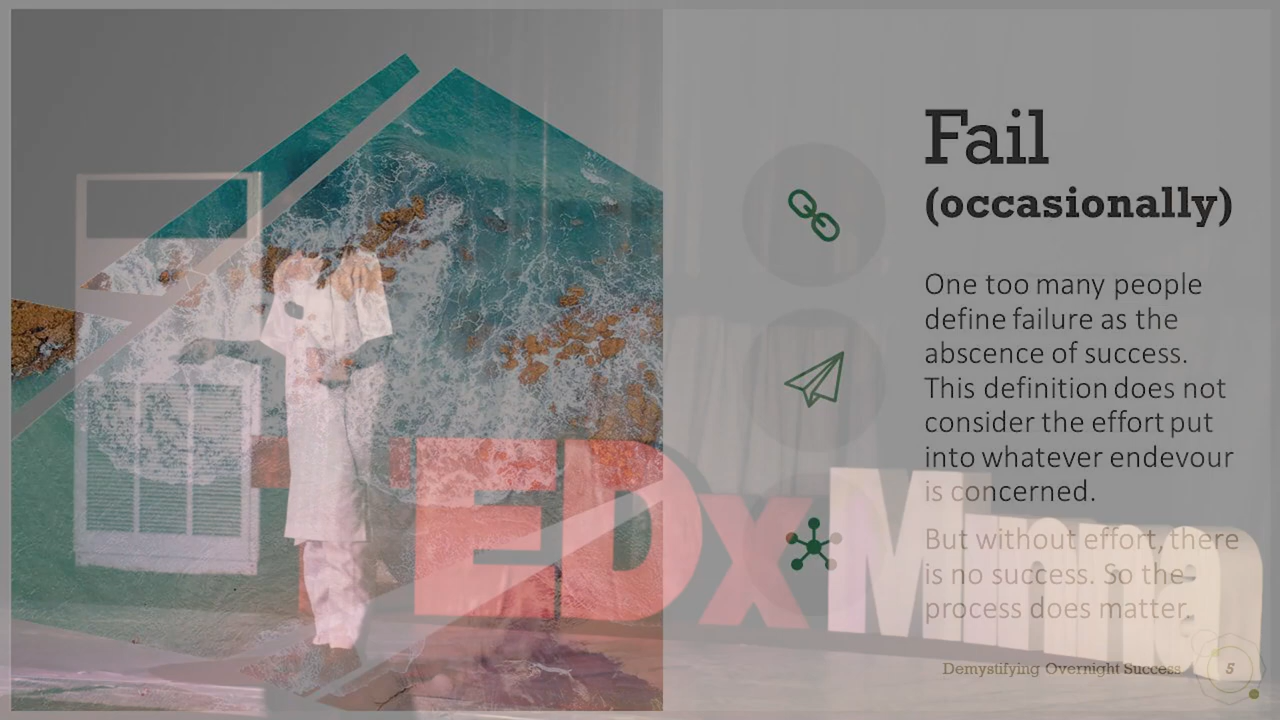 Fail
(occasionally)
One too many people
define failure as the
abscence of success.
This definition does not
consider the effort put
into whatever endevour
is concerned.
But without effort, there
is no success. So the
process does matter.
Demystifying Overnight Success
5
TEDxMinna